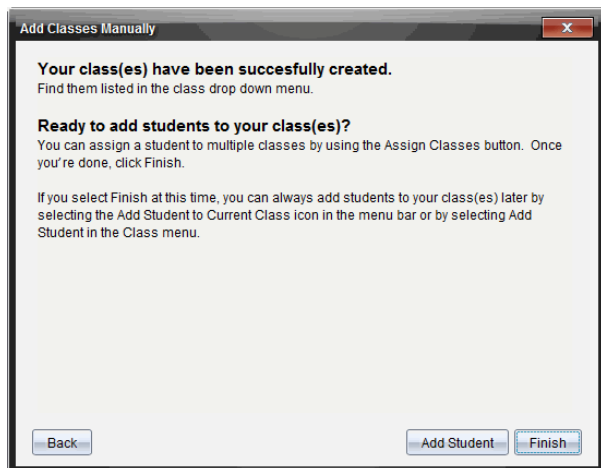 Add Classes Manually
X
Your class(es) have been succesfully created.
Find them listed in the class drop down menu.
Ready to add students to your class(es)?
You can assign a student to multiple classes by using the Assign Classes button. Once
you're done, click Finish.
If you select Finish at this time, you can always add students to your class(es) later by
selecting the Add Student to Current Class icon in the menu bar or by selecting Add
Student in the Class menu.
Back
Add Student
Finish